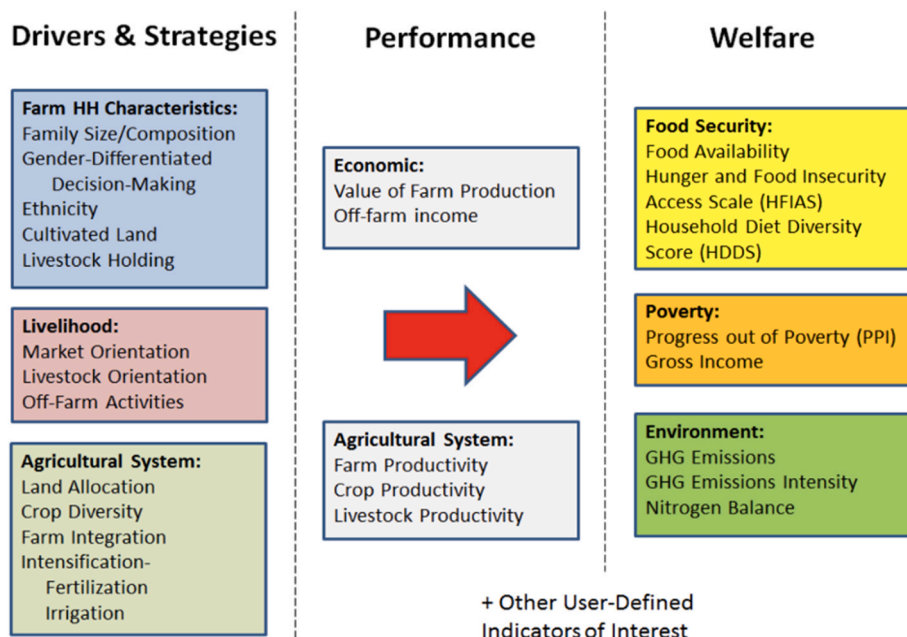 Drivers & Strategies
Farm HH Characteristics:
Family Size/Composition
Gender-Differentiated
Decision-Making
Ethnicity
Cultivated Land
Livestock Holding
Livelihood:
Market Orientation
Livestock Orientation
Off-Farm Activities
Agricultural System:
Land Allocation
Crop Diversity
Farm Integration
Intensification-
Fertilization
Irrigation
Performance
Economic:
Value of Farm Production
Off-farm income
Agricultural System:
Farm Productivity
Crop Productivity
Livestock Productivity
Welfare
Food Security:
Food Availability
Hunger and Food Insecurity
Access Scale (HFIAS)
Household Diet Diversity
Score (HDDS)
Poverty:
Progress out of Poverty (PPI)
Gross Income
Environment:
GHG Emissions
GHG Emissions Intensity
Nitrogen Balance
+ Other User-Defined
Indicators of Interest